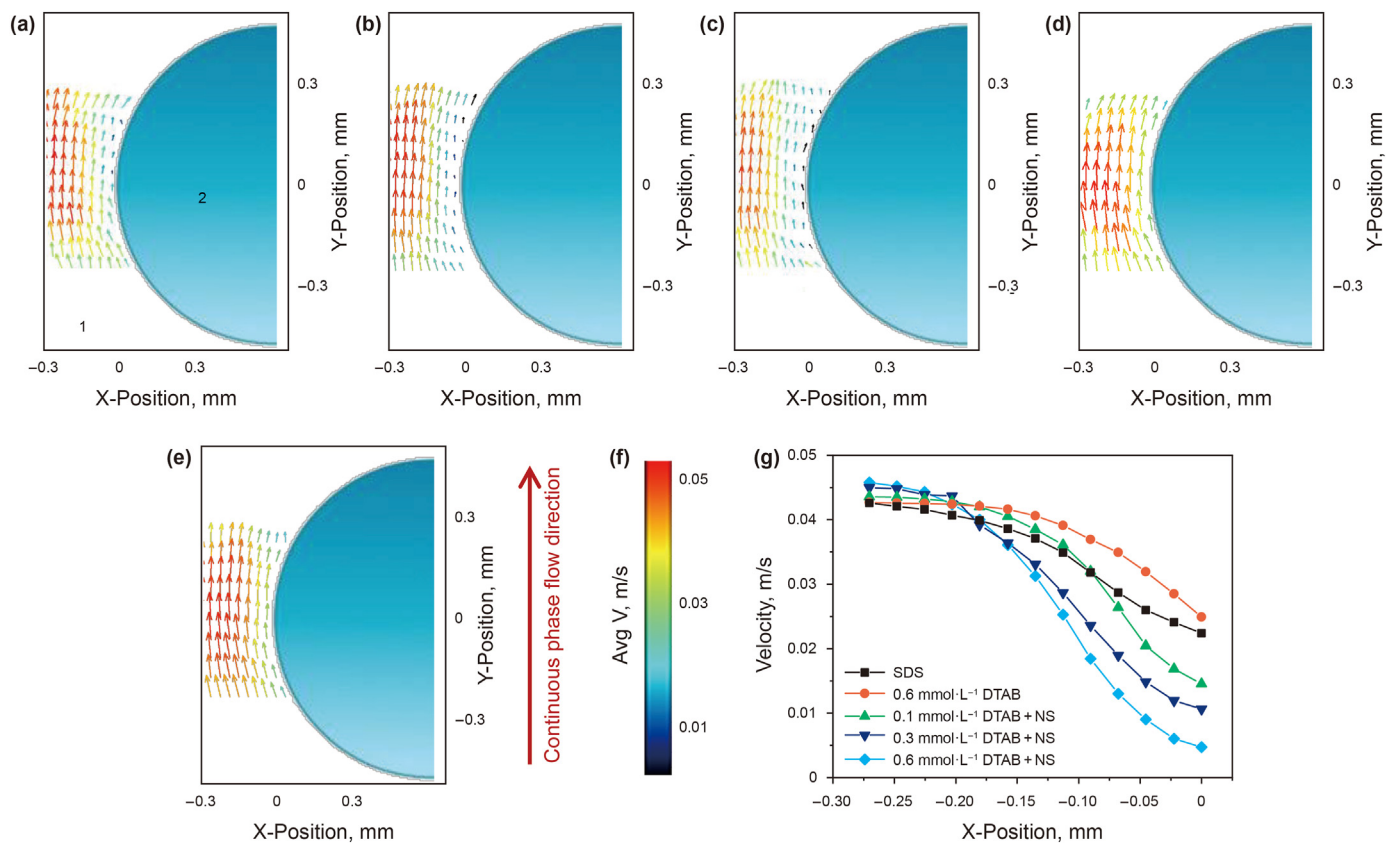 (a)
2
1
0.3
0
–0.3
Y-Position, mm
–0.3
0
0.3
X-Position, mm
(b)
0.3
0
–0.3
Y-Position, mm
–0.3
0
0.3
X-Position, mm
(c)
0.3
0
–0.3
Y-Position, mm
–0.3
0
0.3
X-Position, mm
(d)
0.3
0
–0.3
Y-Position, mm
–0.3
0
0.3
X-Position, mm
(e)
0.3
0
–0.3
Y-Position, mm
–0.3
0
0.3
X-Position, mm
Continuous phase flow direction
(f)
Avg V, m/s
0.05
0.03
0.01
(g)
Velocity, m/s
0.05
0.04
0.03
0.02
0.01
0
SDS
0.6 mmol·L⁻¹ DTAB
0.1 mmol·L⁻¹ DTAB + NS
0.3 mmol·L⁻¹ DTAB + NS
0.6 mmol·L⁻¹ DTAB + NS
–0.30
–0.25
–0.20
–0.15
–0.10
–0.05
0
X-Position, mm